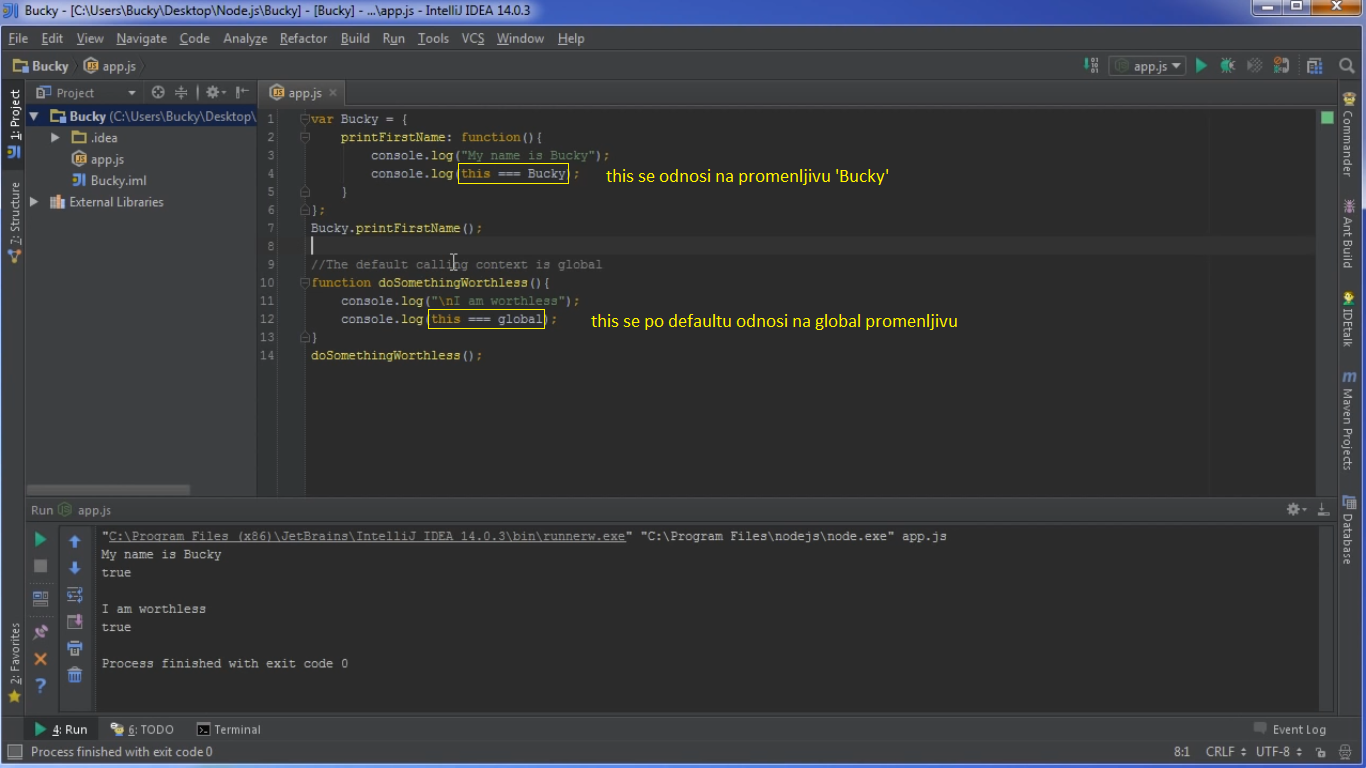 Bucky - [C:\Users\Bucky\Desktop\Node.js\Bucky] - [Bucky] - ...\app.js - IntelliJ IDEA 14.0.3
File Edit View Navigate Code Analyze Refactor Build Run Tools VCS Window Help
Bucky app.js app.js
1: Project
7: Structure
2: Favorites
Project
Bucky (C:\Users\Bucky\Desktop\
.idea
app.js
Bucky.iml
External Libraries
app.js
1 var Bucky = {
2 printFirstName: function(){
3 console.log("My name is Bucky");
4 console.log(this === Bucky); this se odnosi na promenljivu 'Bucky'
5 }
6 };
7 Bucky.printFirstName();
8
9 //The default calling context is global
10 function doSomethingWorthless(){
11 console.log("\nI am worthless");
12 console.log(this === global); this se po defaultu odnosi na global promenljivu
13 }
14 doSomethingWorthless();
Commander
Ant Build
IDEtalk
Maven Projects
Database
Run app.js
"C:\Program Files (x86)\JetBrains\IntelliJ IDEA 14.0.3\bin\runnerw.exe" "C:\Program Files\nodejs\node.exe" app.js
My name is Bucky
true
I am worthless
true
Process finished with exit code 0
4: Run 6: TODO Terminal Event Log
Process finished with exit code 0 8:1 CRLF UTF-8